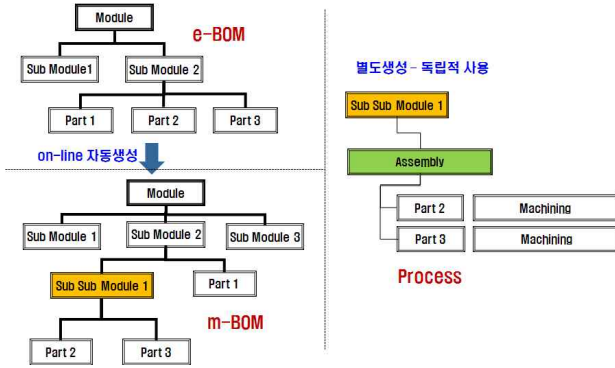 Module
e-BOM
Sub Module1
Sub Module 2
Part 1
Part 2
Part 3
on-line 자동생성
Module
Sub Module 1
Sub Module 2
Sub Module 3
Sub Sub Module 1
Part 1
m-BOM
Part 2
Part 3
별도생성 – 독립적 사용
Sub Sub Module 1
Assembly
Part 2
Machining
Part 3
Machining
Process